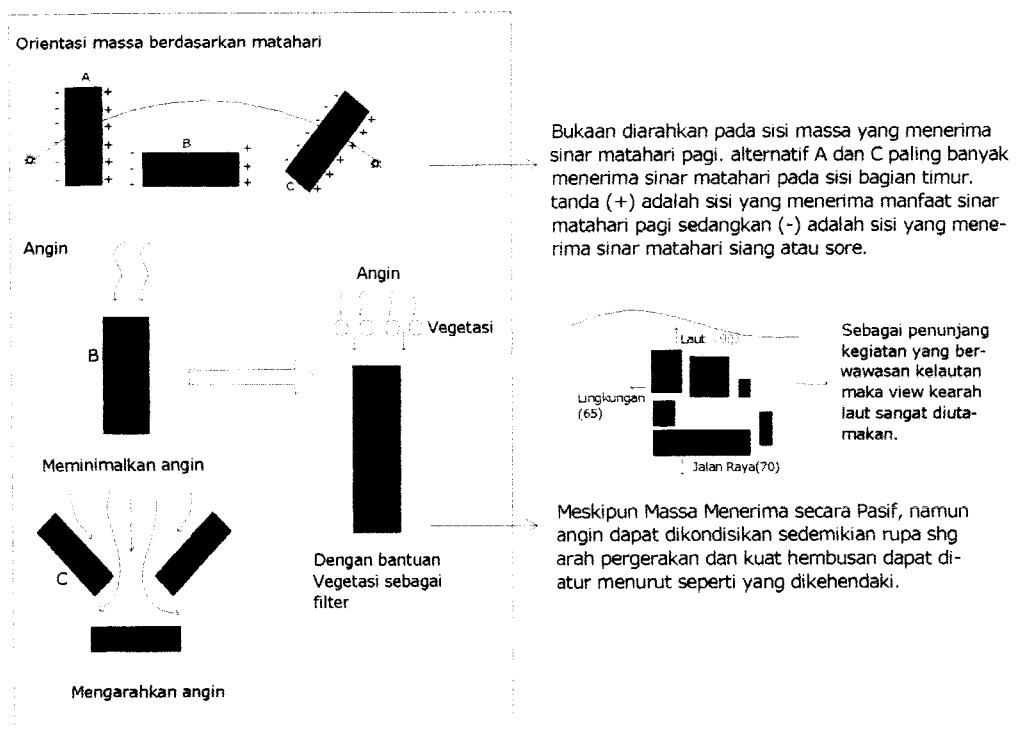 Orientasi massa berdasarkan matahari
A
B
C
Bukaan diarahkan pada sisi massa yang menerima
sinar matahari pagi. alternatif A dan C paling banyak
menerima sinar matahari pada sisi bagian timur.
tanda (+) adalah sisi yang menerima manfaat sinar
matahari pagi sedangkan (-) adalah sisi yang mene-
rima sinar matahari siang atau sore.
Angin
B
Meminimalkan angin
Angin
Vegetasi
Dengan bantuan
Vegetasi sebagai
filter
C
Mengarahkan angin
Laut (90)
Lingkungan
(65)
Jalan Raya(70)
Sebagai penunjang
kegiatan yang ber-
wawasan kelautan
maka view kearah
laut sangat diuta-
makan.
Meskipun Massa Menerima secara Pasif, namun
angin dapat dikondisikan sedemikian rupa shg
arah pergerakan dan kuat hembusan dapat di-
atur menurut seperti yang dikehendaki.